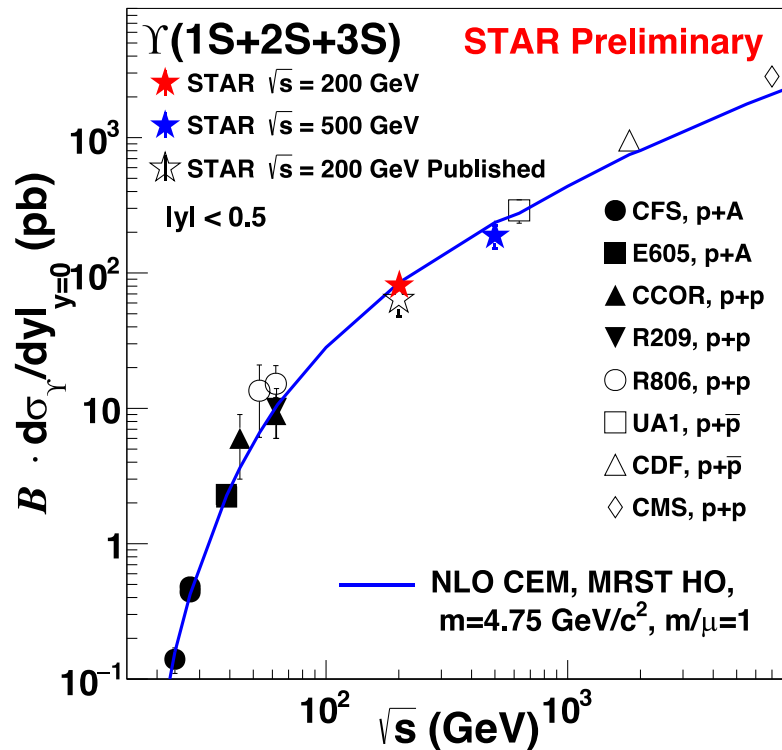 ϒ(1S+2S+3S)
STAR Preliminary
STAR √s = 200 GeV
STAR √s = 500 GeV
STAR √s = 200 GeV Published
|y| < 0.5
CFS, p+A
E605, p+A
CCOR, p+p
R209, p+p
R806, p+p
UA1, p+p̅
CDF, p+p̅
CMS, p+p
NLO CEM, MRST HO,
m=4.75 GeV/c², m/μ=1
B · dσ_ϒ/dy|_{y=0} (pb)
10³
10²
10
1
10⁻¹
10²
10³
√s (GeV)